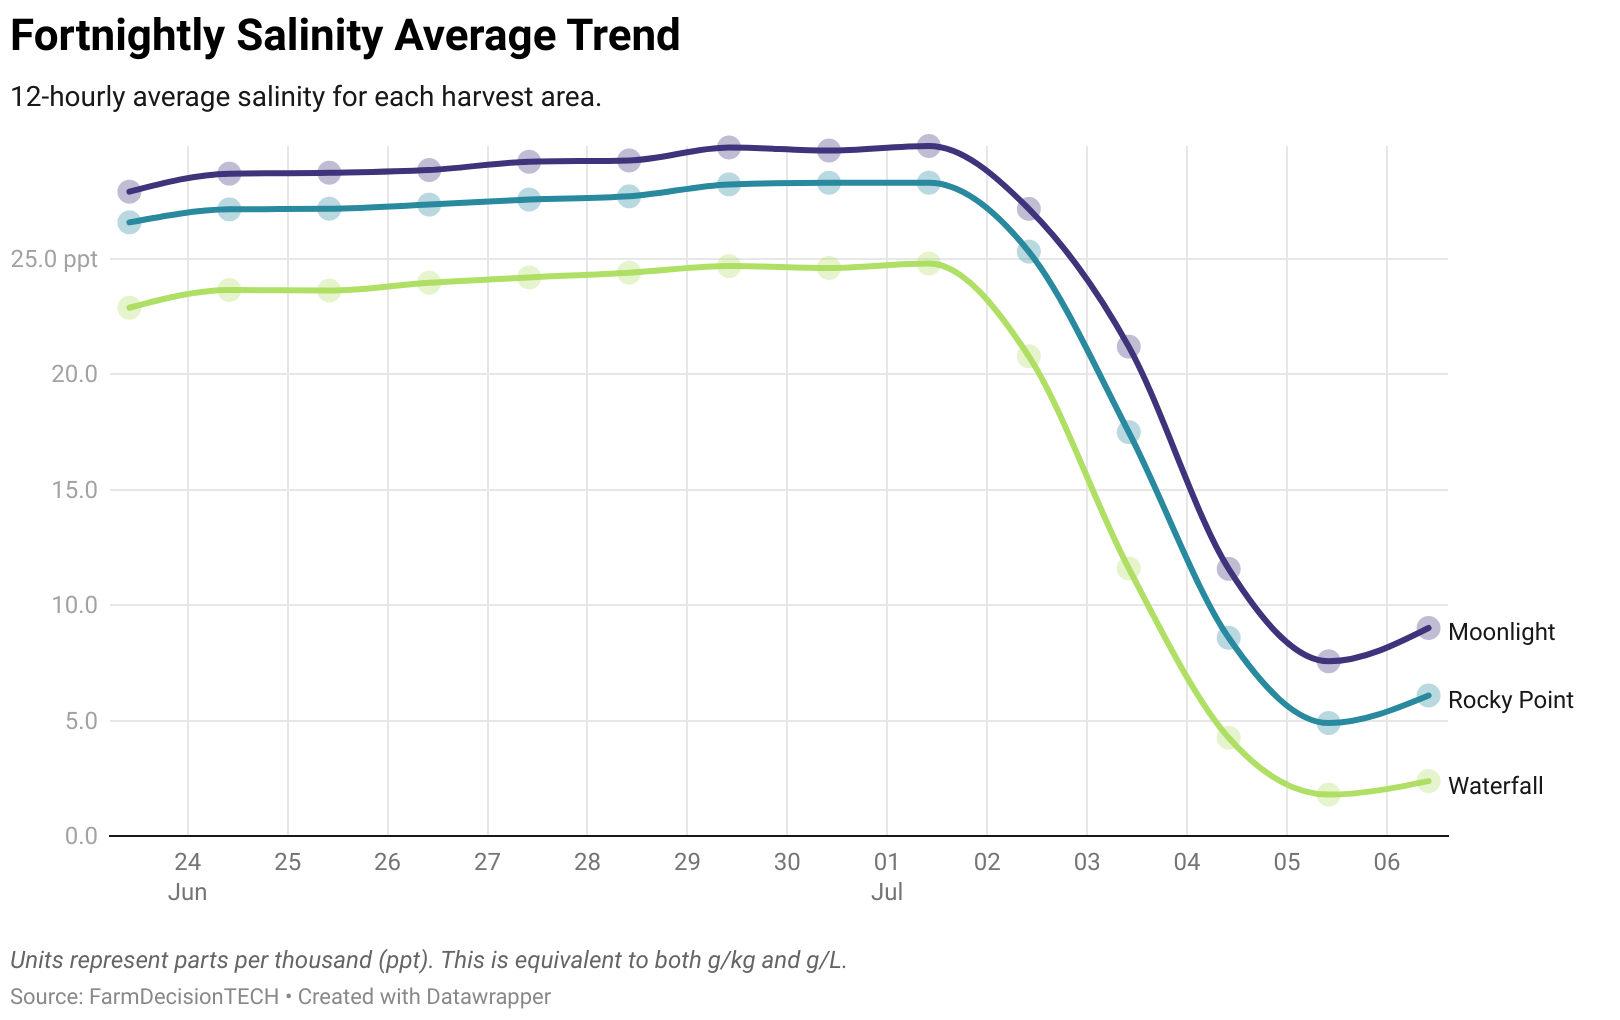 Fortnightly Salinity Average Trend
12-hourly average salinity for each harvest area.
25.0 ppt
20.0
15.0
10.0
5.0
0.0
Moonlight
Rocky Point
Waterfall
24 25 26 27 28 29 30 01 02 03 04 05 06
Jun Jul
Units represent parts per thousand (ppt). This is equivalent to both g/kg and g/L.
Source: FarmDecisionTECH • Created with Datawrapper